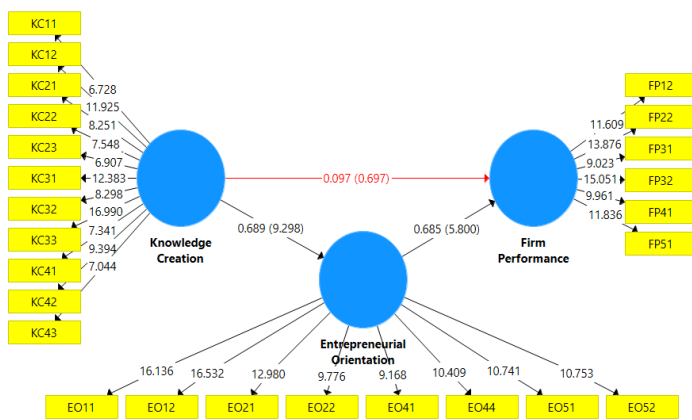 KC11
KC12
KC21
KC22
KC23
KC31
KC32
KC33
KC41
KC42
KC43
6.728
11.925
8.251
7.548
6.907
12.383
8.298
16.990
7.341
9.394
7.044
Knowledge
Creation
0.097 (0.697)
0.689 (9.298)
0.685 (5.800)
Firm
Performance
11.609
13.876
9.023
15.051
9.961
11.836
FP12
FP22
FP31
FP32
FP41
FP51
Entrepreneurial
Orientation
16.136
16.532
12.980
9.776
9.168
10.409
10.741
10.753
EO11
EO12
EO21
EO22
EO41
EO44
EO51
EO52